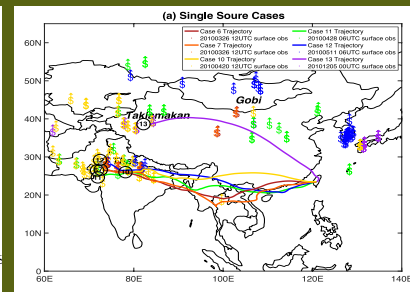 (a) Single Soure Cases
Case 6 Trajectory
20100326 12UTC surface obs
Case 7 Trajectory
20100326 12UTC surface obs
Case 10 Trajectory
20100420 12UTC surface obs
Case 11 Trajectory
20100428 06UTC surface obs
Case 12 Trajectory
20100511 06UTC surface obs
Case 13 Trajectory
20101205 00UTC surface obs
60N
50N
Gobi
Taklemakan
40N
13
30N
20N
10N
0
60E
80E
100E
120E
140E